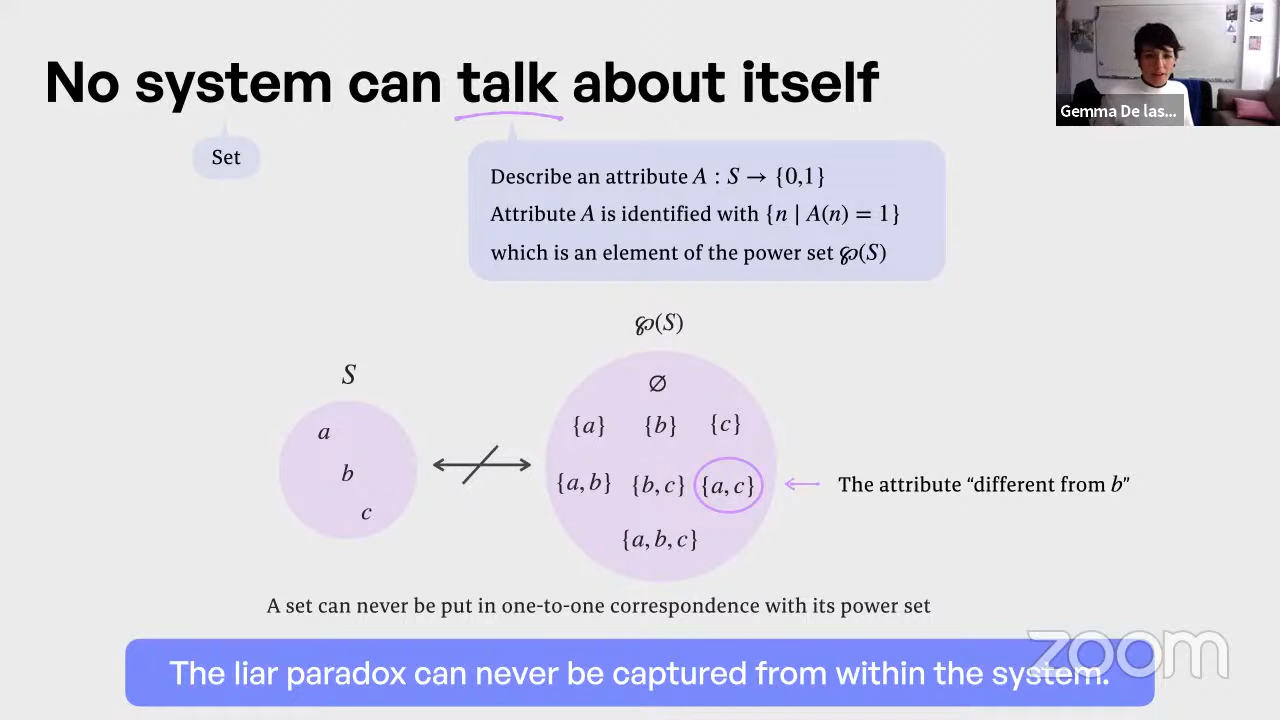 No system can talk about itself
Gemma De las...
Set
Describe an attribute A : S → {0,1}
Attribute A is identified with {n | A(n) = 1}
which is an element of the power set ℘(S)
℘(S)
S
∅
a
{a} {b} {c}
b
{a, b} {b, c} {a, c}
The attribute “different from b”
c
{a, b, c}
A set can never be put in one-to-one correspondence with its power set
The liar paradox can never be captured from within the system.
zoom